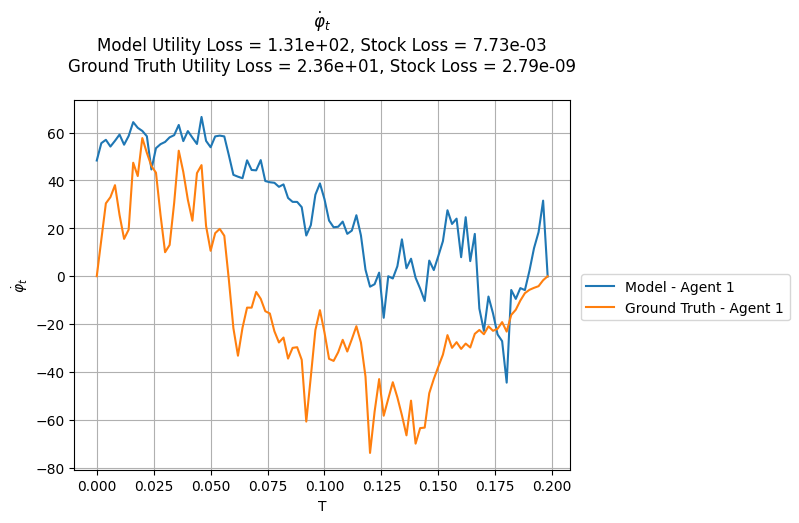 φ̇ₜ
Model Utility Loss = 1.31e+02, Stock Loss = 7.73e-03
Ground Truth Utility Loss = 2.36e+01, Stock Loss = 2.79e-09
60
40
20
0
−20
−40
−60
−80
φ̇ₜ
0.000
0.025
0.050
0.075
0.100
0.125
0.150
0.175
0.200
T
Model - Agent 1
Ground Truth - Agent 1